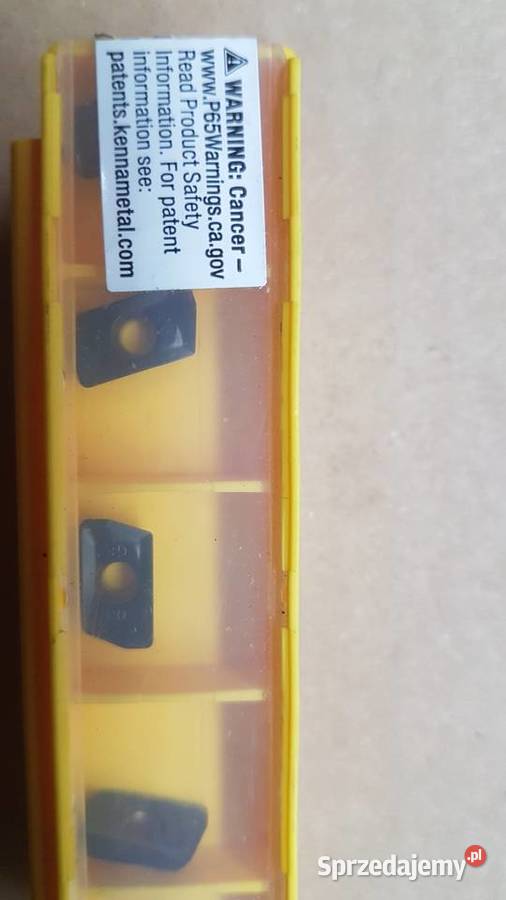 ⚠ WARNING: Cancer –
www.P65Warnings.ca.gov
Read Product Safety
Information. For patent
information see:
patents.kennametal.com
Sprzedajemy.pl